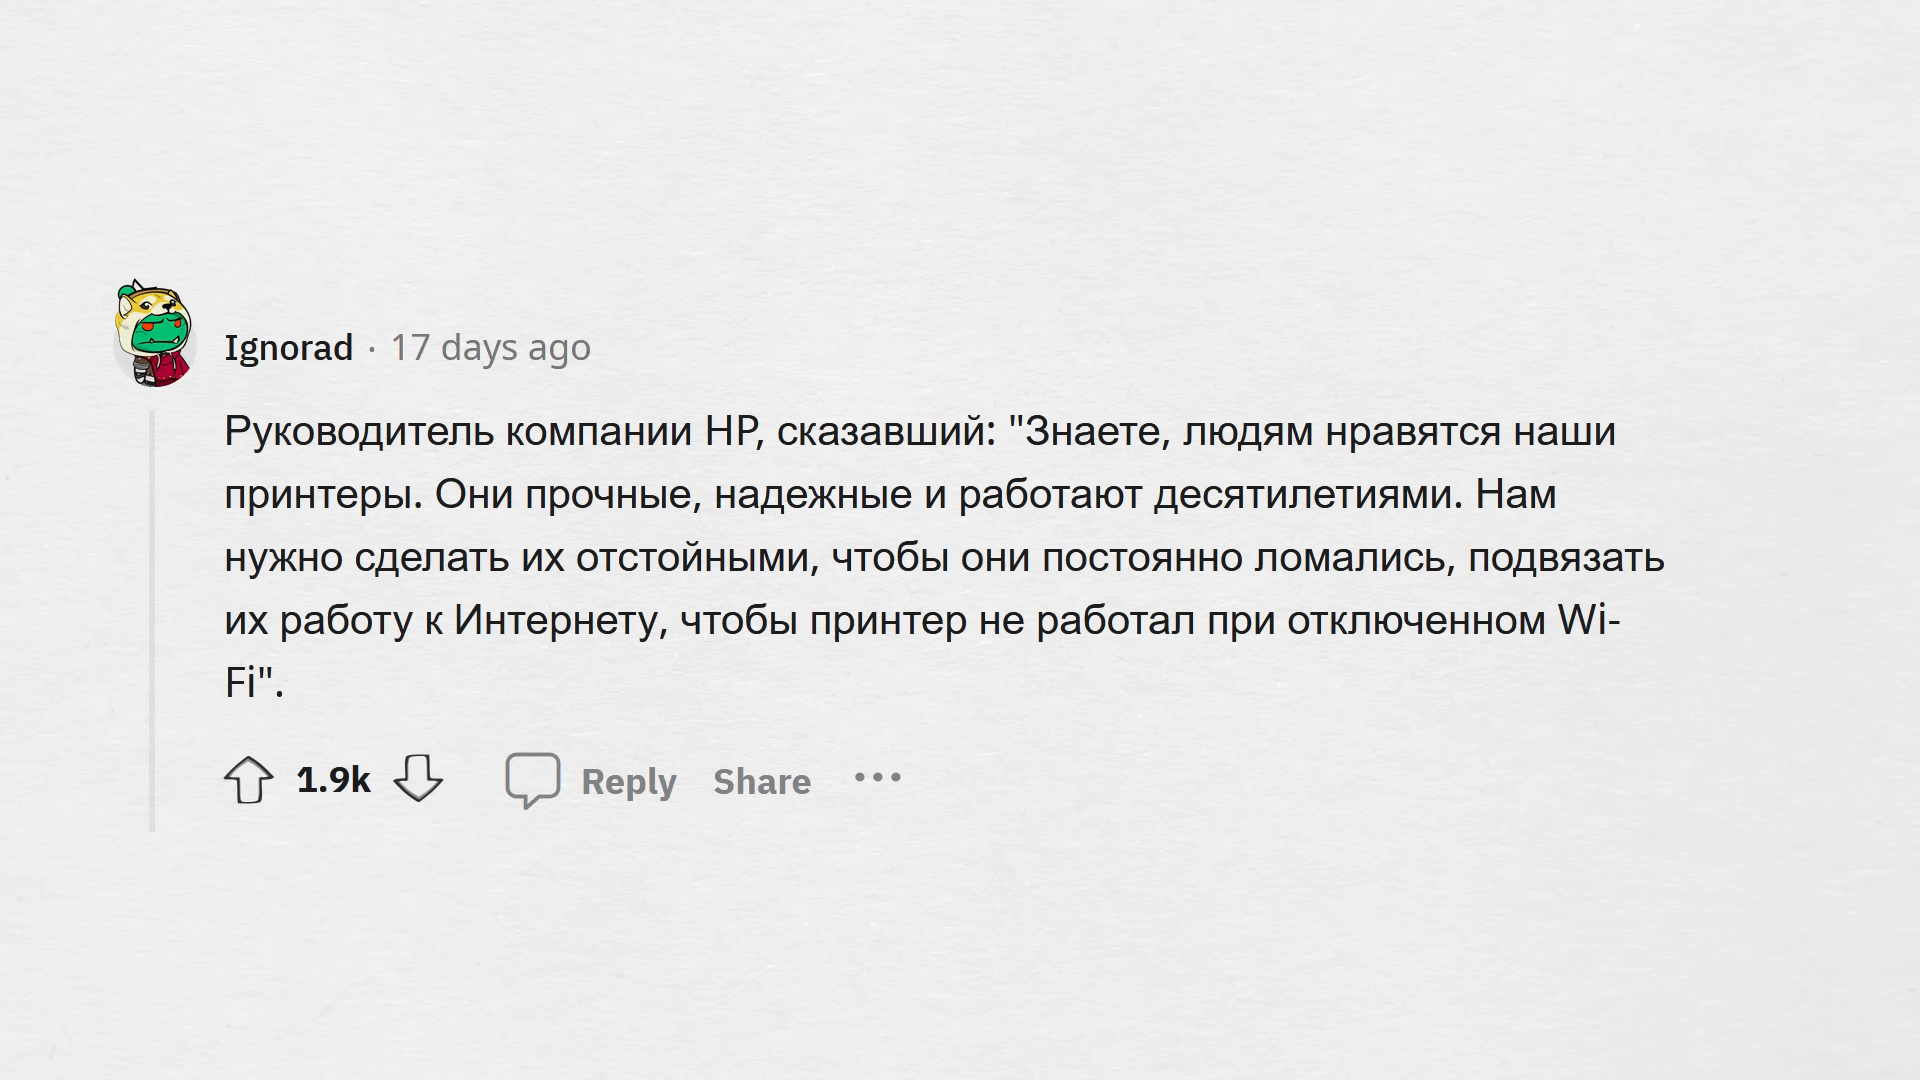 Ignorad · 17 days ago
Руководитель компании HP, сказавший: "Знаете, людям нравятся наши
принтеры. Они прочные, надежные и работают десятилетиями. Нам
нужно сделать их отстойными, чтобы они постоянно ломались, подвязать
их работу к Интернету, чтобы принтер не работал при отключенном Wi-
Fi".
1.9k Reply Share